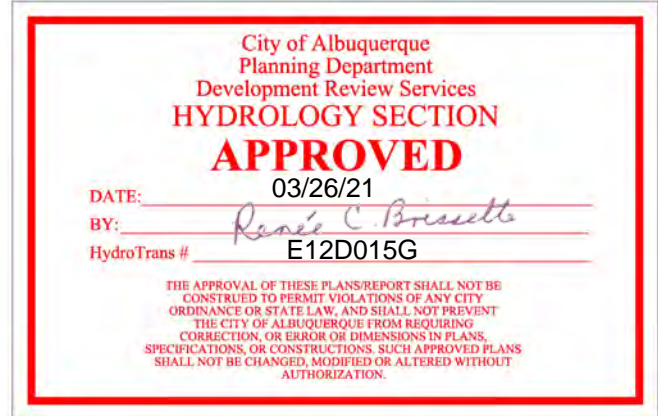 City of Albuquerque
Planning Department
Development Review Services
HYDROLOGY SECTION
APPROVED
DATE: 03/26/21
BY: Renée C. Brissette
HydroTrans # E12D015G
THE APPROVAL OF THESE PLANS/REPORT SHALL NOT BE
CONSTRUED TO PERMIT VIOLATIONS OF ANY CITY
ORDINANCE OR STATE LAW, AND SHALL NOT PREVENT
THE CITY OF ALBUQUERQUE FROM REQUIRING
CORRECTION, OR ERROR OR DIMENSIONS IN PLANS,
SPECIFICATIONS, OR CONSTRUCTIONS. SUCH APPROVED PLANS
SHALL NOT BE CHANGED, MODIFIED OR ALTERED WITHOUT
AUTHORIZATION.